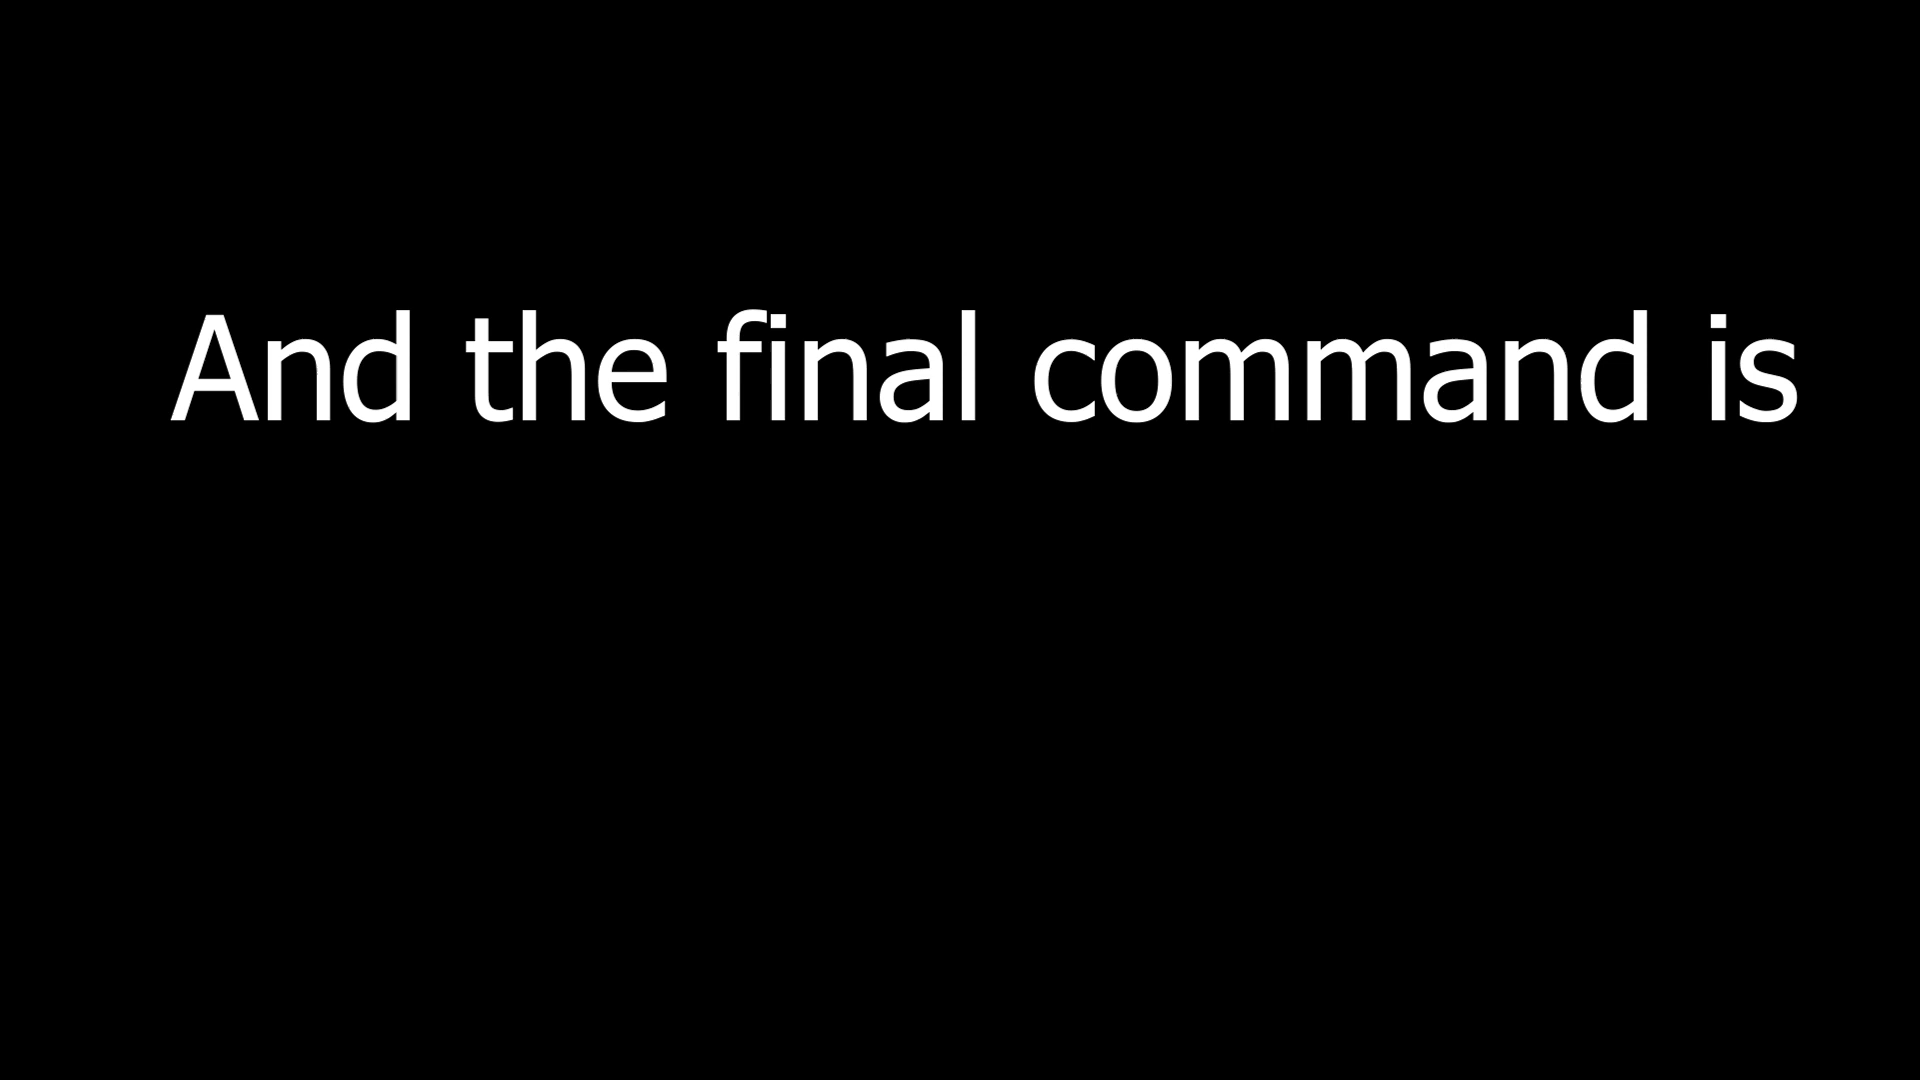 And the final command is